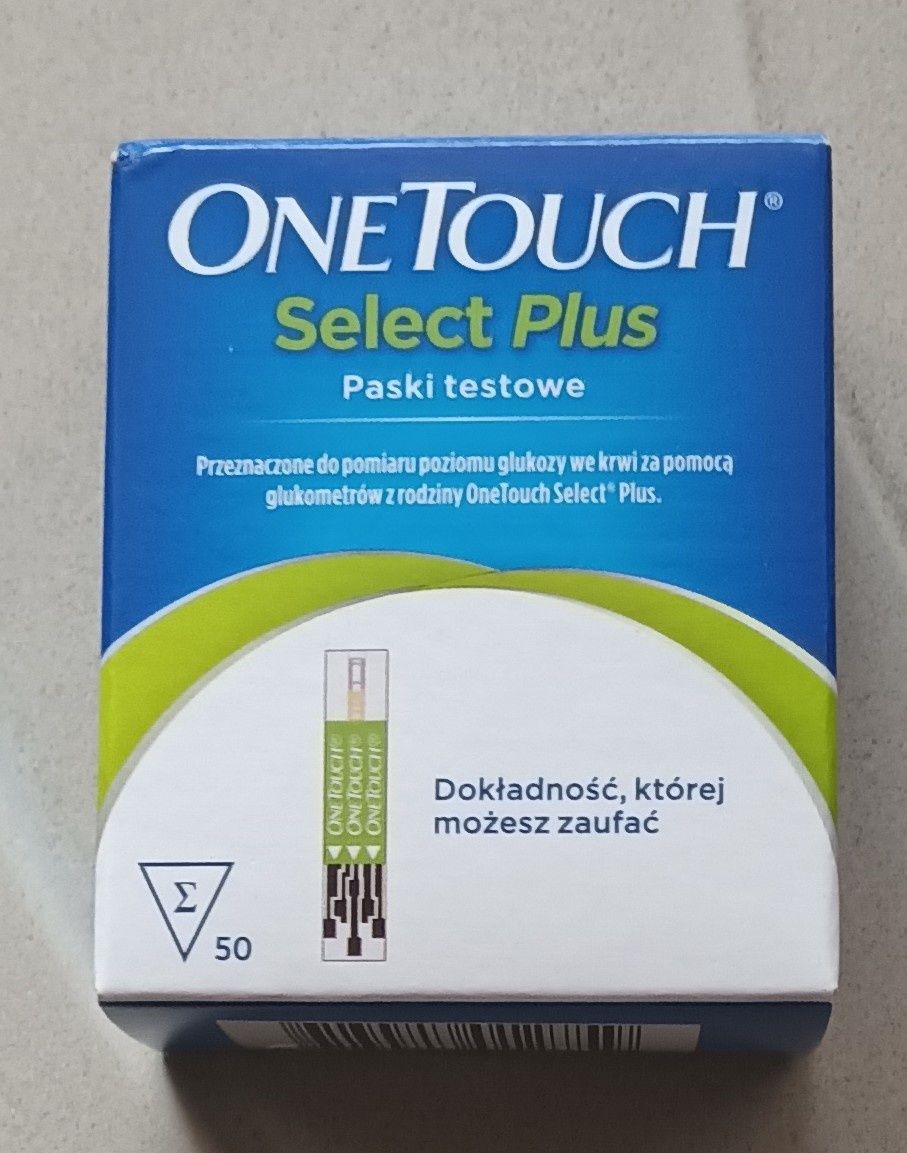 ONETOUCH®
Select Plus
Paski testowe
Przeznaczone do pomiaru poziomu glukozy we krwi za pomocą
glukometrów z rodziny OneTouch Select® Plus.
ONETOUCH®
ONETOUCH®
ONETOUCH®
Dokładność, której
możesz zaufać
Σ
50